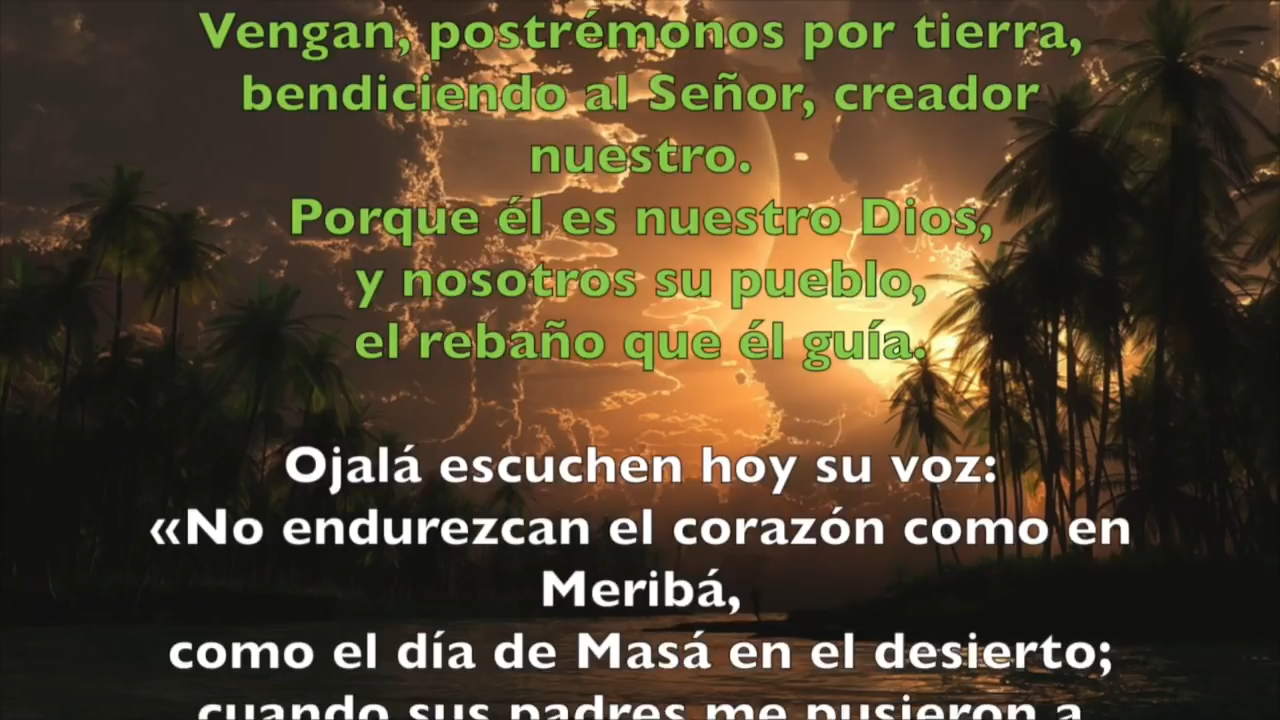 Vengan, postrémonos por tierra,
bendiciendo al Señor, creador
nuestro.
Porque él es nuestro Dios,
y nosotros su pueblo,
el rebaño que él guía.
Ojalá escuchen hoy su voz:
«No endurezcan el corazón como en
Meribá,
como el día de Masá en el desierto;
cuando sus padres me pusieron a